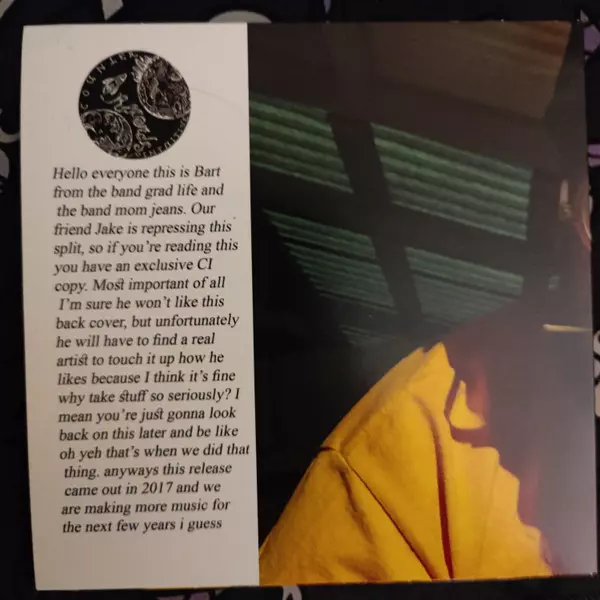 COUNTER
Hello everyone this is Bart
from the band grad life and
the band mom jeans. Our
friend Jake is repressing this
split, so if you're reading this
you have an exclusive CI
copy. Most important of all
I'm sure he won't like this
back cover, but unfortunately
he will have to find a real
artist to touch it up how he
likes because I think it's fine
why take stuff so seriously? I
mean you're just gonna look
back on this later and be like
oh yeh that's when we did that
thing. anyways this release
came out in 2017 and we
are making more music for
the next few years i guess